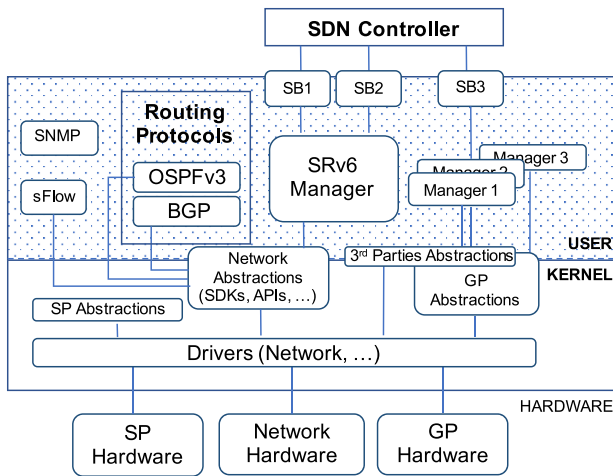 SDN Controller
SB1
SB2
SB3
Routing
Protocols
SNMP
OSPFv3
sFlow
BGP
SRv6
Manager
Manager 3
Manager 2
Manager 1
USER
KERNEL
Network
Abstractions
(SDKs, APIs, …)
3rd Parties Abstractions
GP
Abstractions
SP Abstractions
Drivers (Network, …)
HARDWARE
SP
Hardware
Network
Hardware
GP
Hardware